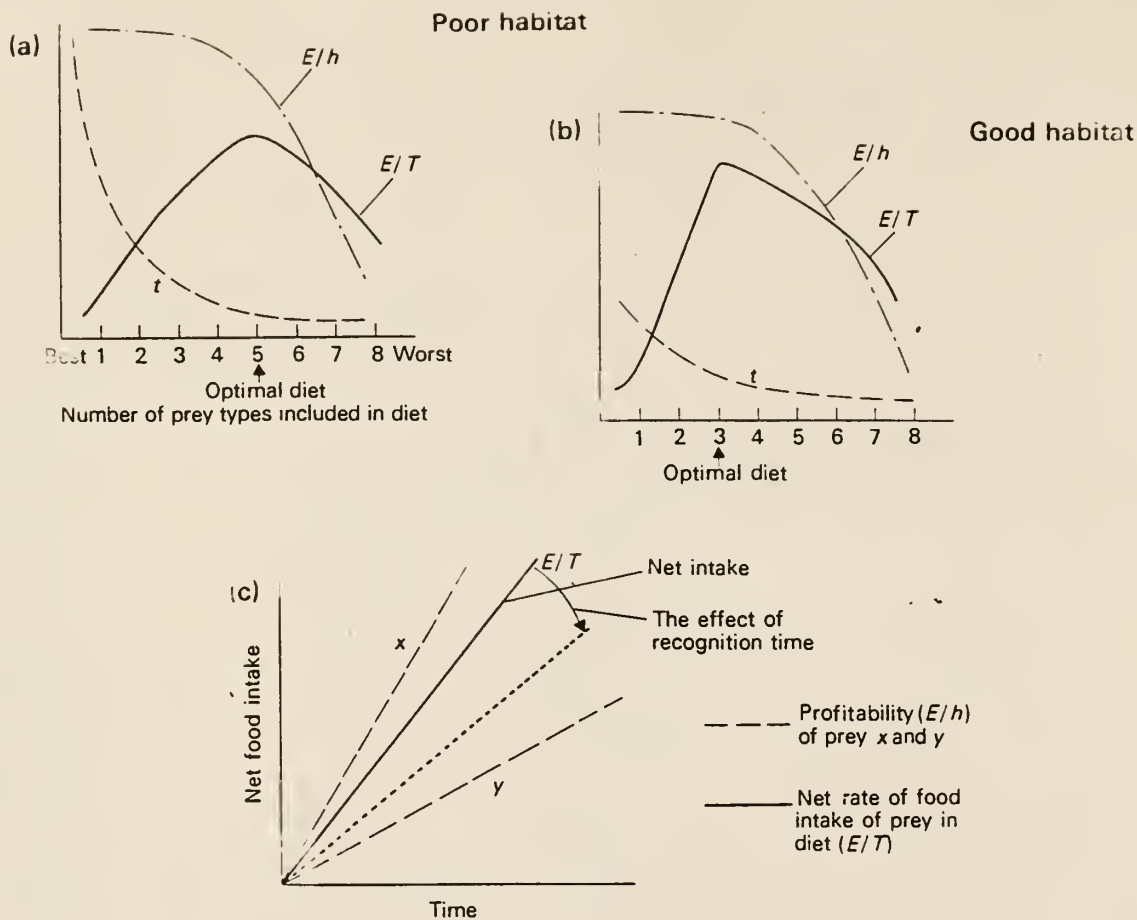 Poor habitat
(a)
E/h
E/T
t
Best 1 2 3 4 5 6 7 8 Worst
Optimal diet
Number of prey types included in diet
(b)
Good habitat
E/h
E/T
t
1 2 3 4 5 6 7 8
Optimal diet
(c)
E/T
Net intake
The effect of
recognition time
x
y
Net food intake
Time
Profitability (E/h)
of prey x and y
Net rate of food
intake of prey in
diet (E/T)